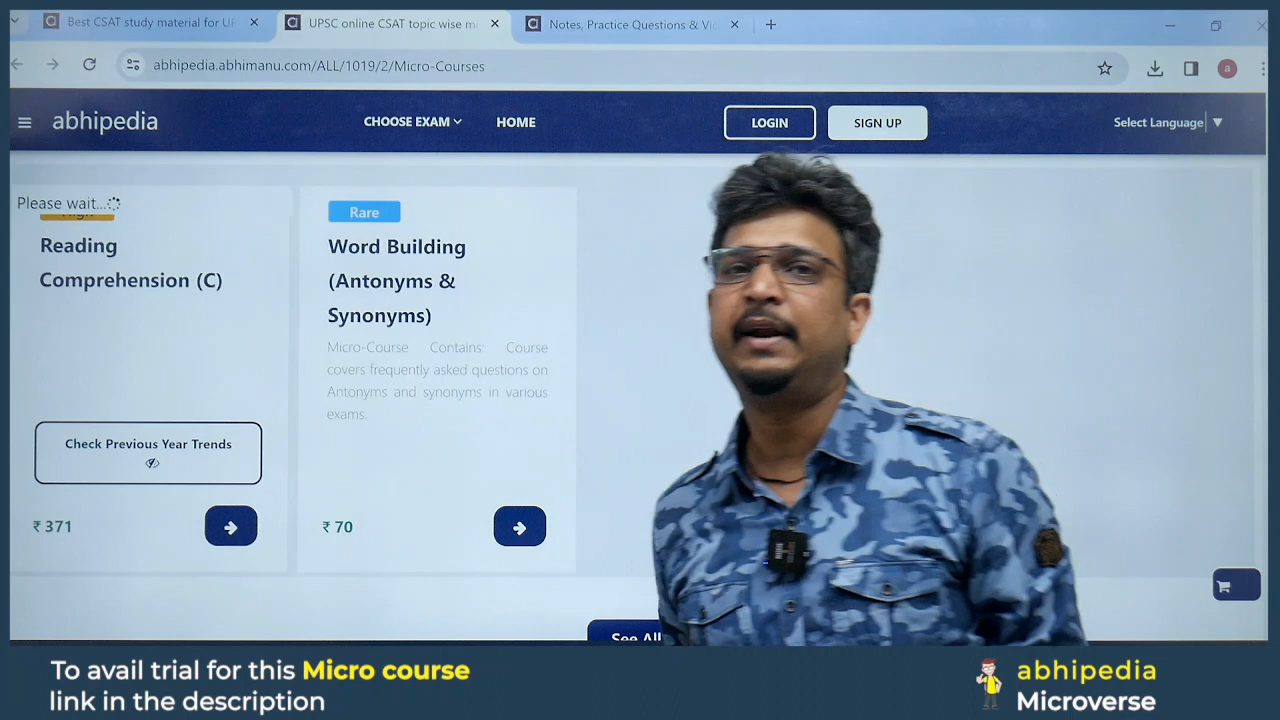 Best CSAT study material for UP
UPSC online CSAT topic wise m
Notes, Practice Questions & Vi
abhipedia.abhimanu.com/ALL/1019/2/Micro-Courses
a
abhipedia
CHOOSE EXAM
HOME
LOGIN
SIGN UP
Select Language
Please wait...
High
Reading
Comprehension (C)
Check Previous Year Trends
₹ 371
Rare
Word Building
(Antonyms &
Synonyms)
Micro-Course Contains: Course
covers frequently asked questions on
Antonyms and synonyms in various
exams.
₹ 70
See All
To avail trial for this Micro course
link in the description
abhipedia
Microverse